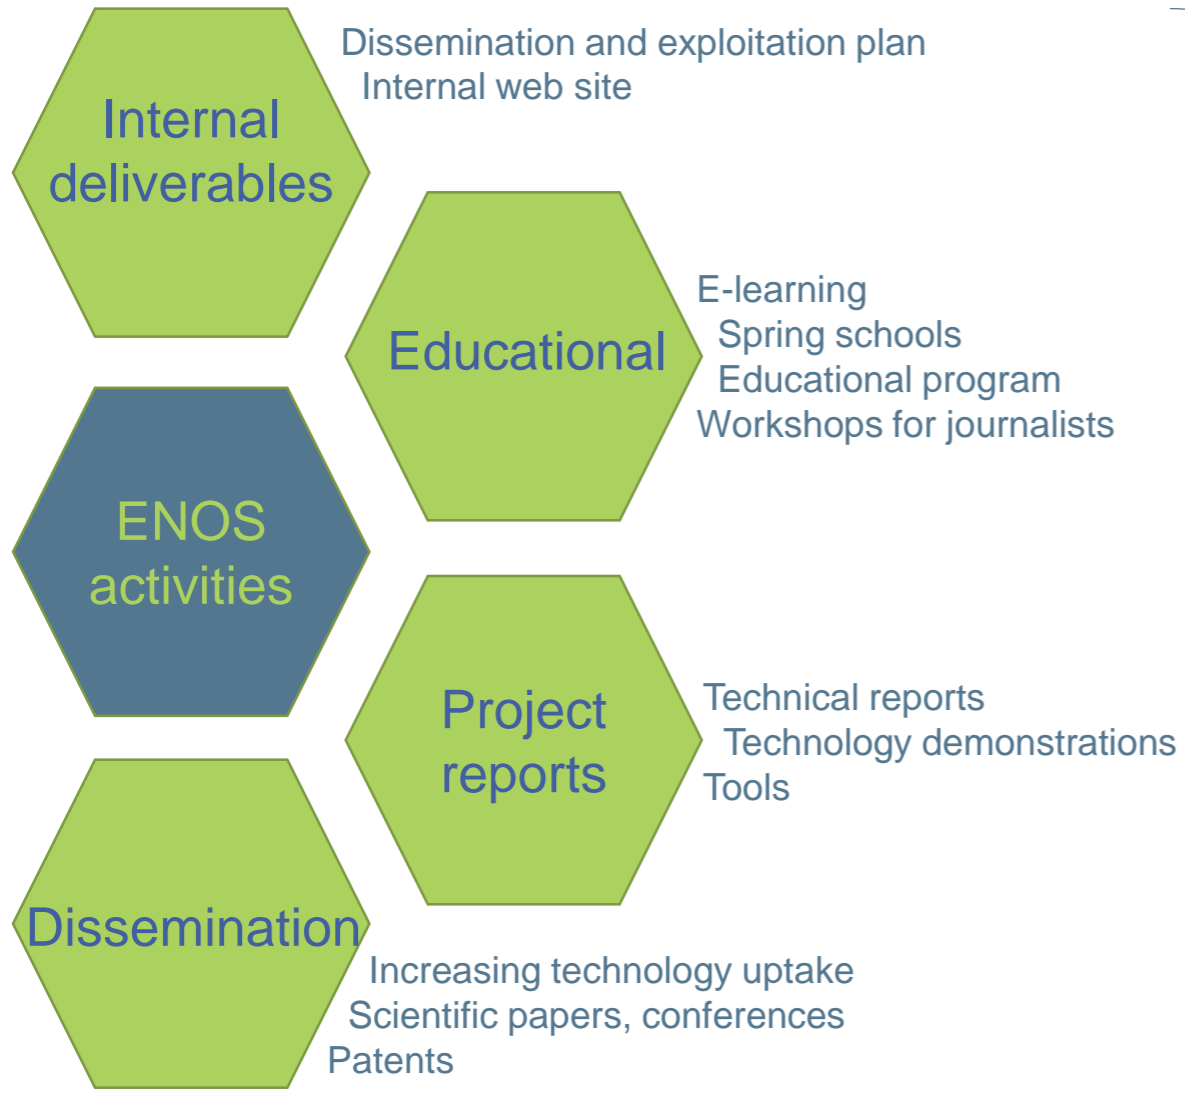 Internal
deliverables
Dissemination and exploitation plan
Internal web site
Educational
E-learning
Spring schools
Educational program
Workshops for journalists
ENOS
activities
Project
reports
Technical reports
Technology demonstrations
Tools
Dissemination
Increasing technology uptake
Scientific papers, conferences
Patents